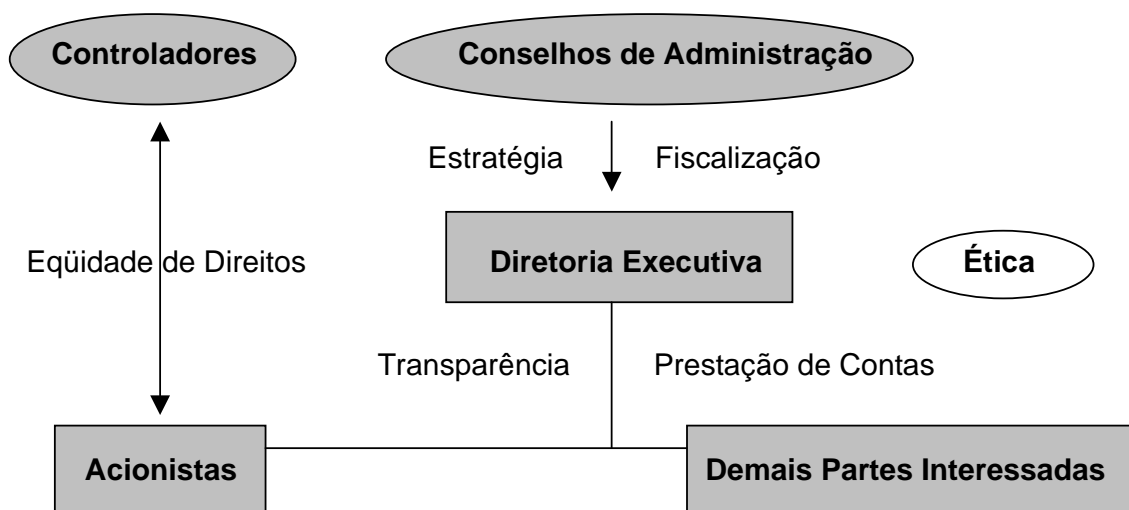 Controladores
Conselhos de Administração
Estratégia
Fiscalização
Eqüidade de Direitos
Diretoria Executiva
Ética
Transparência
Prestação de Contas
Acionistas
Demais Partes Interessadas